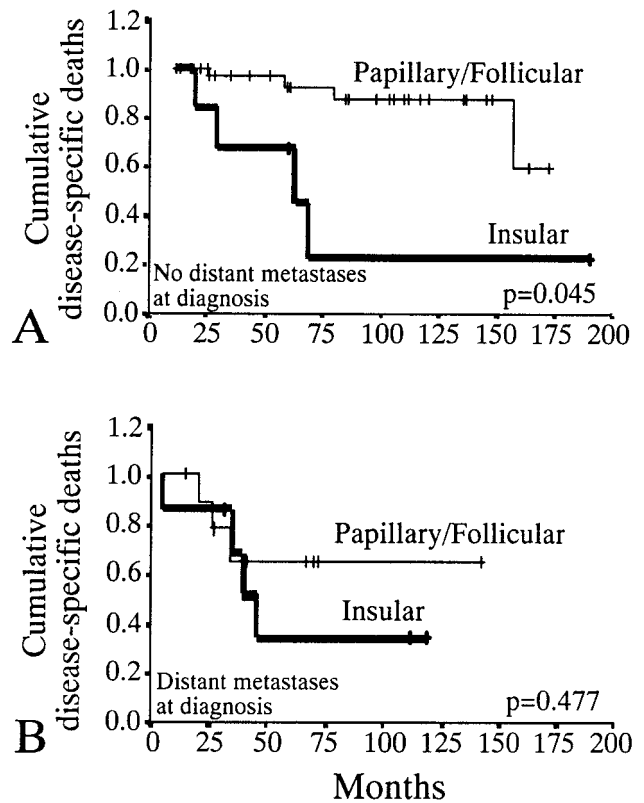 Cumulative
disease-specific deaths
1.2
1.0
0.8
0.6
0.4
0.2
0.0
Papillary/Follicular
Insular
No distant metastases
at diagnosis
p=0.045
A
0 25 50 75 100 125 150 175 200
Cumulative
disease-specific deaths
1.2
1.0
0.8
0.6
0.4
0.2
0.0
Papillary/Follicular
Insular
Distant metastases
at diagnosis
p=0.477
B
0 25 50 75 100 125 150 175 200
Months